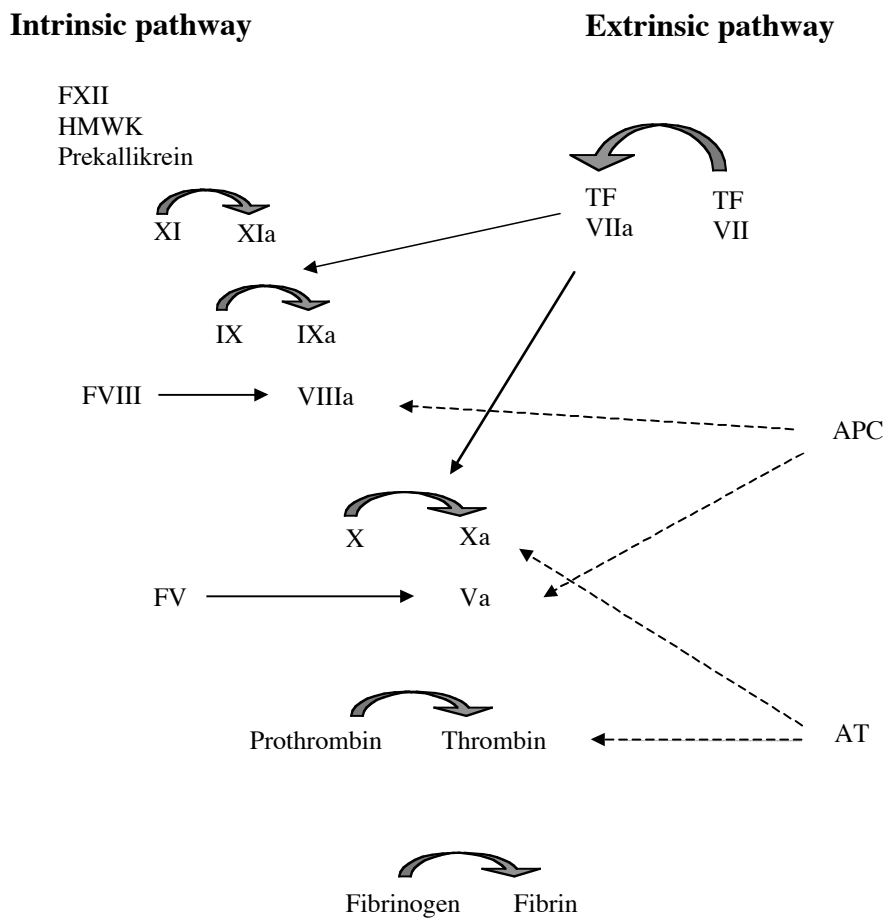 Intrinsic pathway
Extrinsic pathway
FXII
HMWK
Prekallikrein
XI
XIa
TF
VIIa
TF
VII
IX
IXa
FVIII
VIIIa
APC
X
Xa
FV
Va
Prothrombin
Thrombin
AT
Fibrinogen
Fibrin